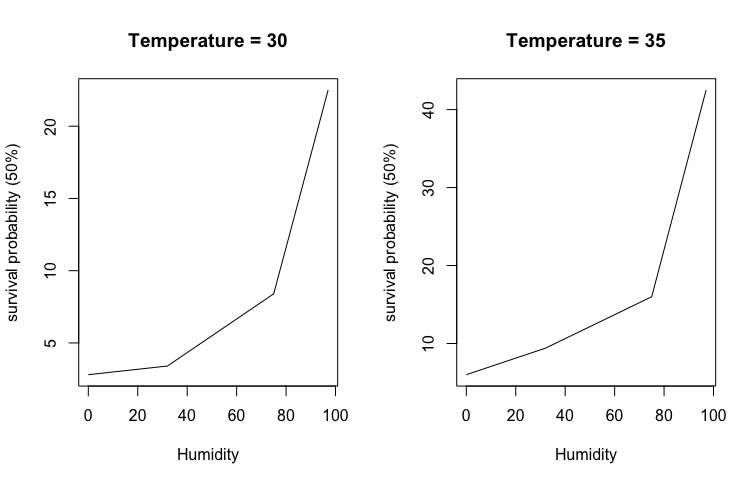 Temperature = 30
survival probability (50%)
20
15
10
5
0 20 40 60 80 100
Humidity
Temperature = 35
survival probability (50%)
40
30
20
10
0 20 40 60 80 100
Humidity